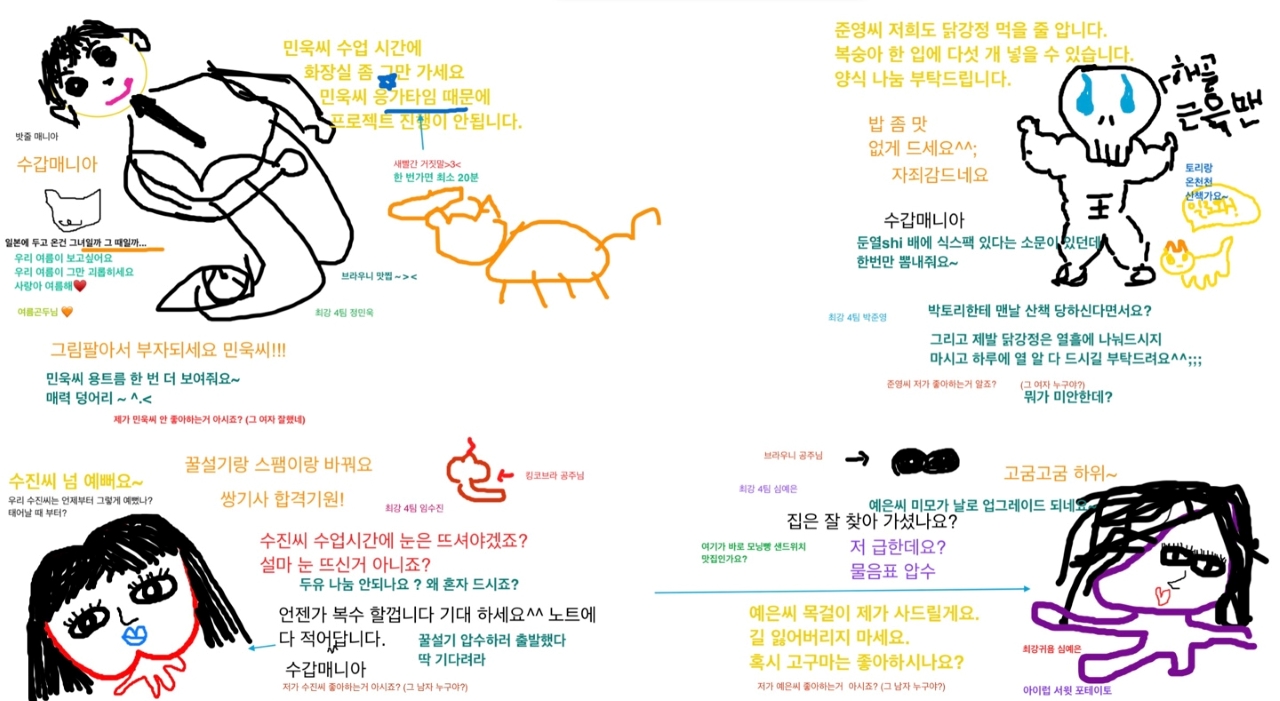 민욱씨 수업 시간에
화장실 좀 그만 가세요
민욱씨 응가타임 때문에
프로젝트 진행이 안됩니다.
밧줄 매니아
수갑매니아
새빨간 거짓말>3<
한 번가면 최소 20분
일본에 두고 온건 그녀일까 그 때일까...
우리 여름이 보고싶어요
우리 여름이 그만 괴롭히세요
사랑아 여름해❤️
여름곤두님 🧡
브라우니 맛찝 ~ > <
최강 4팀 정민욱
그림팔아서 부자되세요 민욱씨!!!
민욱씨 용트름 한 번 더 보여줘요~
매력 덩어리 ~ ^.<
제가 민욱씨 안 좋아하는거 아시죠? (그 여자 잘했네)
준영씨 저희도 닭강정 먹을 줄 압니다.
복숭아 한 입에 다섯 개 넣을 수 있습니다.
양식 나눔 부탁드립니다.
해골
근육맨
밥 좀 맛
없게 드세요^^;
자죄감드네요
토리랑
온천천
산책가요~
수갑매니아
둔열shi 배에 식스팩 있다는 소문이 있던데
한번만 뽐내줘요~
최강 4팀 박준영
박토리한테 맨날 산책 당하신다면서요?
그리고 제발 닭강정은 열흘에 나눠드시지
마시고 하루에 열 알 다 드시길 부탁드려요^^;;;
준영씨 저가 좋아하는거 알죠?
(그 여자 누구야?)
뭐가 미안한데?
수진씨 넘 예뻐요~
우리 수진씨는 언제부터 그렇게 예뻤나?
태어날 때 부터?
꿀설기랑 스팸이랑 바꿔요
쌍기사 합격기원!
킹코브라 공주님
최강 4팀 임수진
수진씨 수업시간에 눈은 뜨셔야겠죠?
설마 눈 뜨신거 아니죠?
두유 나눔 안되나요 ? 왜 혼자 드시죠?
언젠가 복수 할껍니다 기대 하세요^^ 노트에
다 적어답니다.
꿀설기 압수하러 출발했다
딱 기다려라
수갑매니아
저가 수진씨 좋아하는거 아시죠? (그 남자 누구야?)
브라우니 공주님
최강 4팀 심예은
고궁고궁 하위~
예은씨 미모가 날로 업그레이드 되네요~
집은 잘 찾아 가셨나요?
여기가 바로 모닝빵 샌드위치
맛집인가요?
저 급한데요?
물음표 압수
예은씨 목걸이 제가 사드릴게요.
길 잃어버리지 마세요.
혹시 고구마는 좋아하시나요?
저가 예은씨 좋아하는거 아시죠? (그 남자 누구야?)
최강귀욤 심예은
아이럽 서윗 포테이토